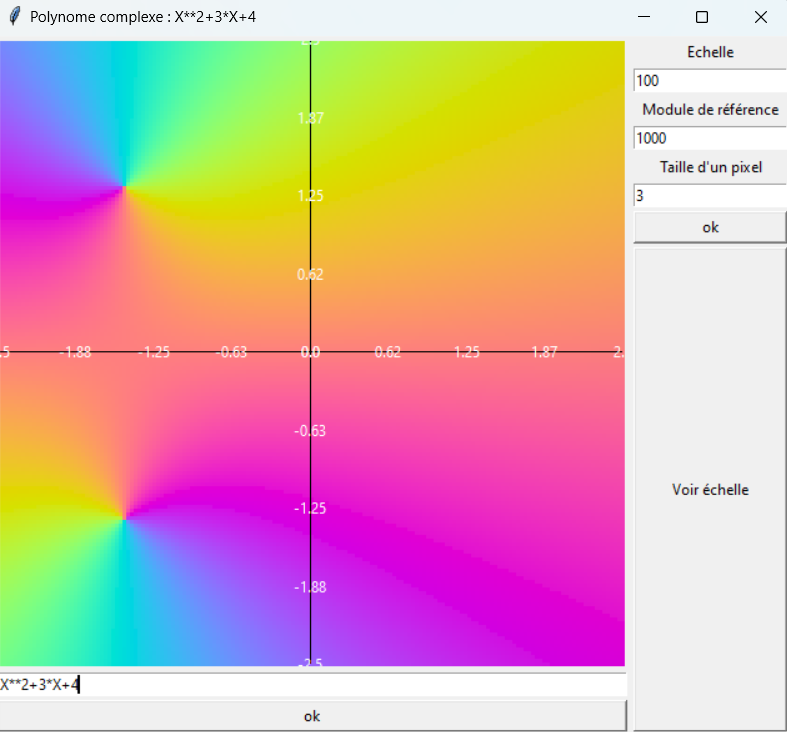 Polynome complexe : X**2+3*X+4
Echelle
100
Module de référence
1000
Taille d'un pixel
3
ok
Voir échelle
2.5
1.87
1.25
0.62
.5 -1.88 -1.25 -0.63 0.0 0.62 1.25 1.87 2.
-0.63
-1.25
-1.88
-2.5
X**2+3*X+4
ok